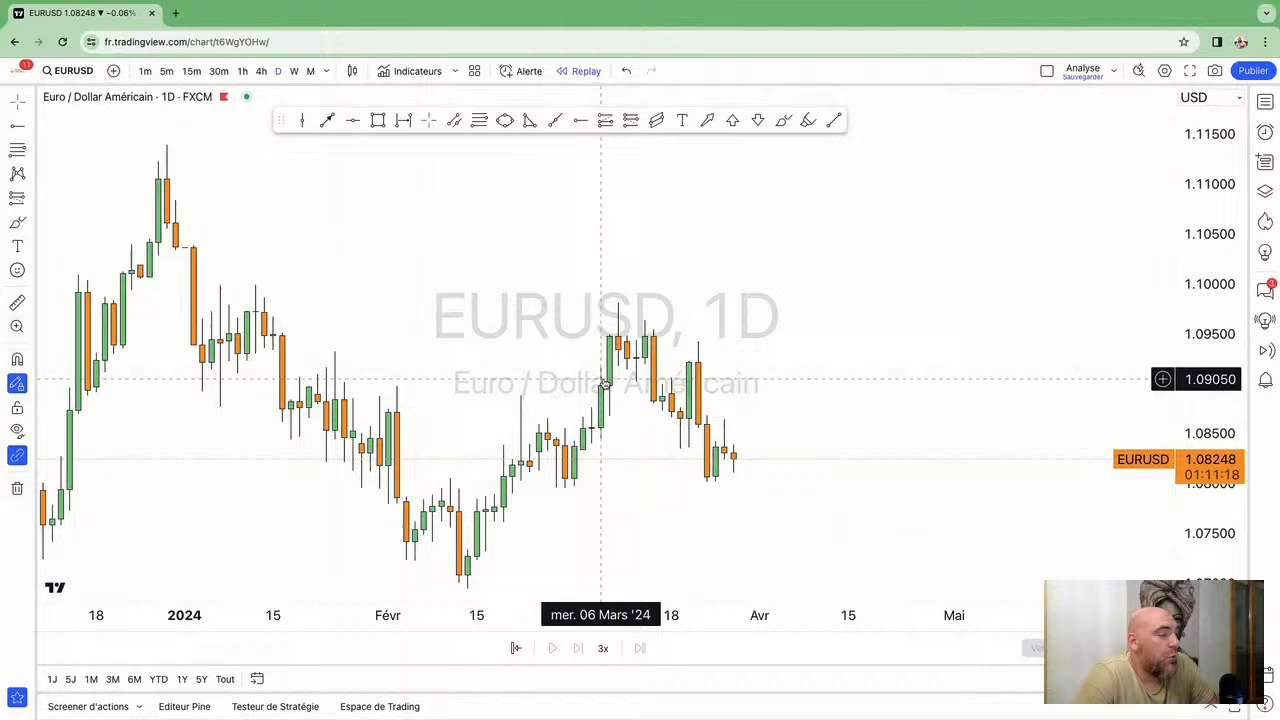 EURUSD 1.08248 ▼ −0.06%
fr.tradingview.com/chart/t6WgYOHw/
11
EURUSD 1m 5m 15m 30m 1h 4h D W M Indicateurs Alerte Replay Analyse Sauvegarder Publier
Euro / Dollar Américain · 1D · FXCM
USD
1.11500
1.11000
1.10500
1.10000
1.09500
1.09050
1.08500
EURUSD 1.08248
01:11:18
1.08000
1.07500
EURUSD, 1D
Euro / Dollar Américain
3
18 2024 15 Févr 15 mer. 06 Mars '24 18 Avr 15 Mai
3x
1J 5J 1M 3M 6M YTD 1Y 5Y Tout
Screener d'actions Editeur Pine Testeur de Stratégie Espace de Trading